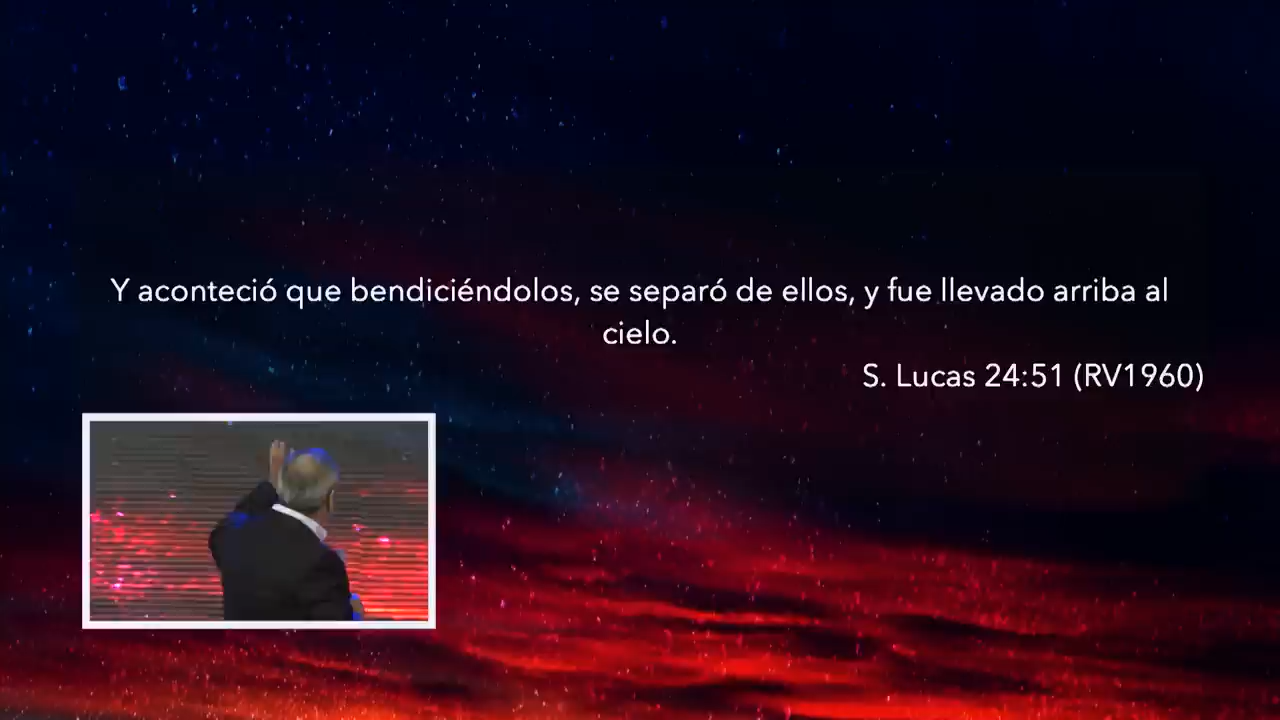 Y aconteció que bendiciéndolos, se separó de ellos, y fue llevado arriba al
cielo.
S. Lucas 24:51 (RV1960)